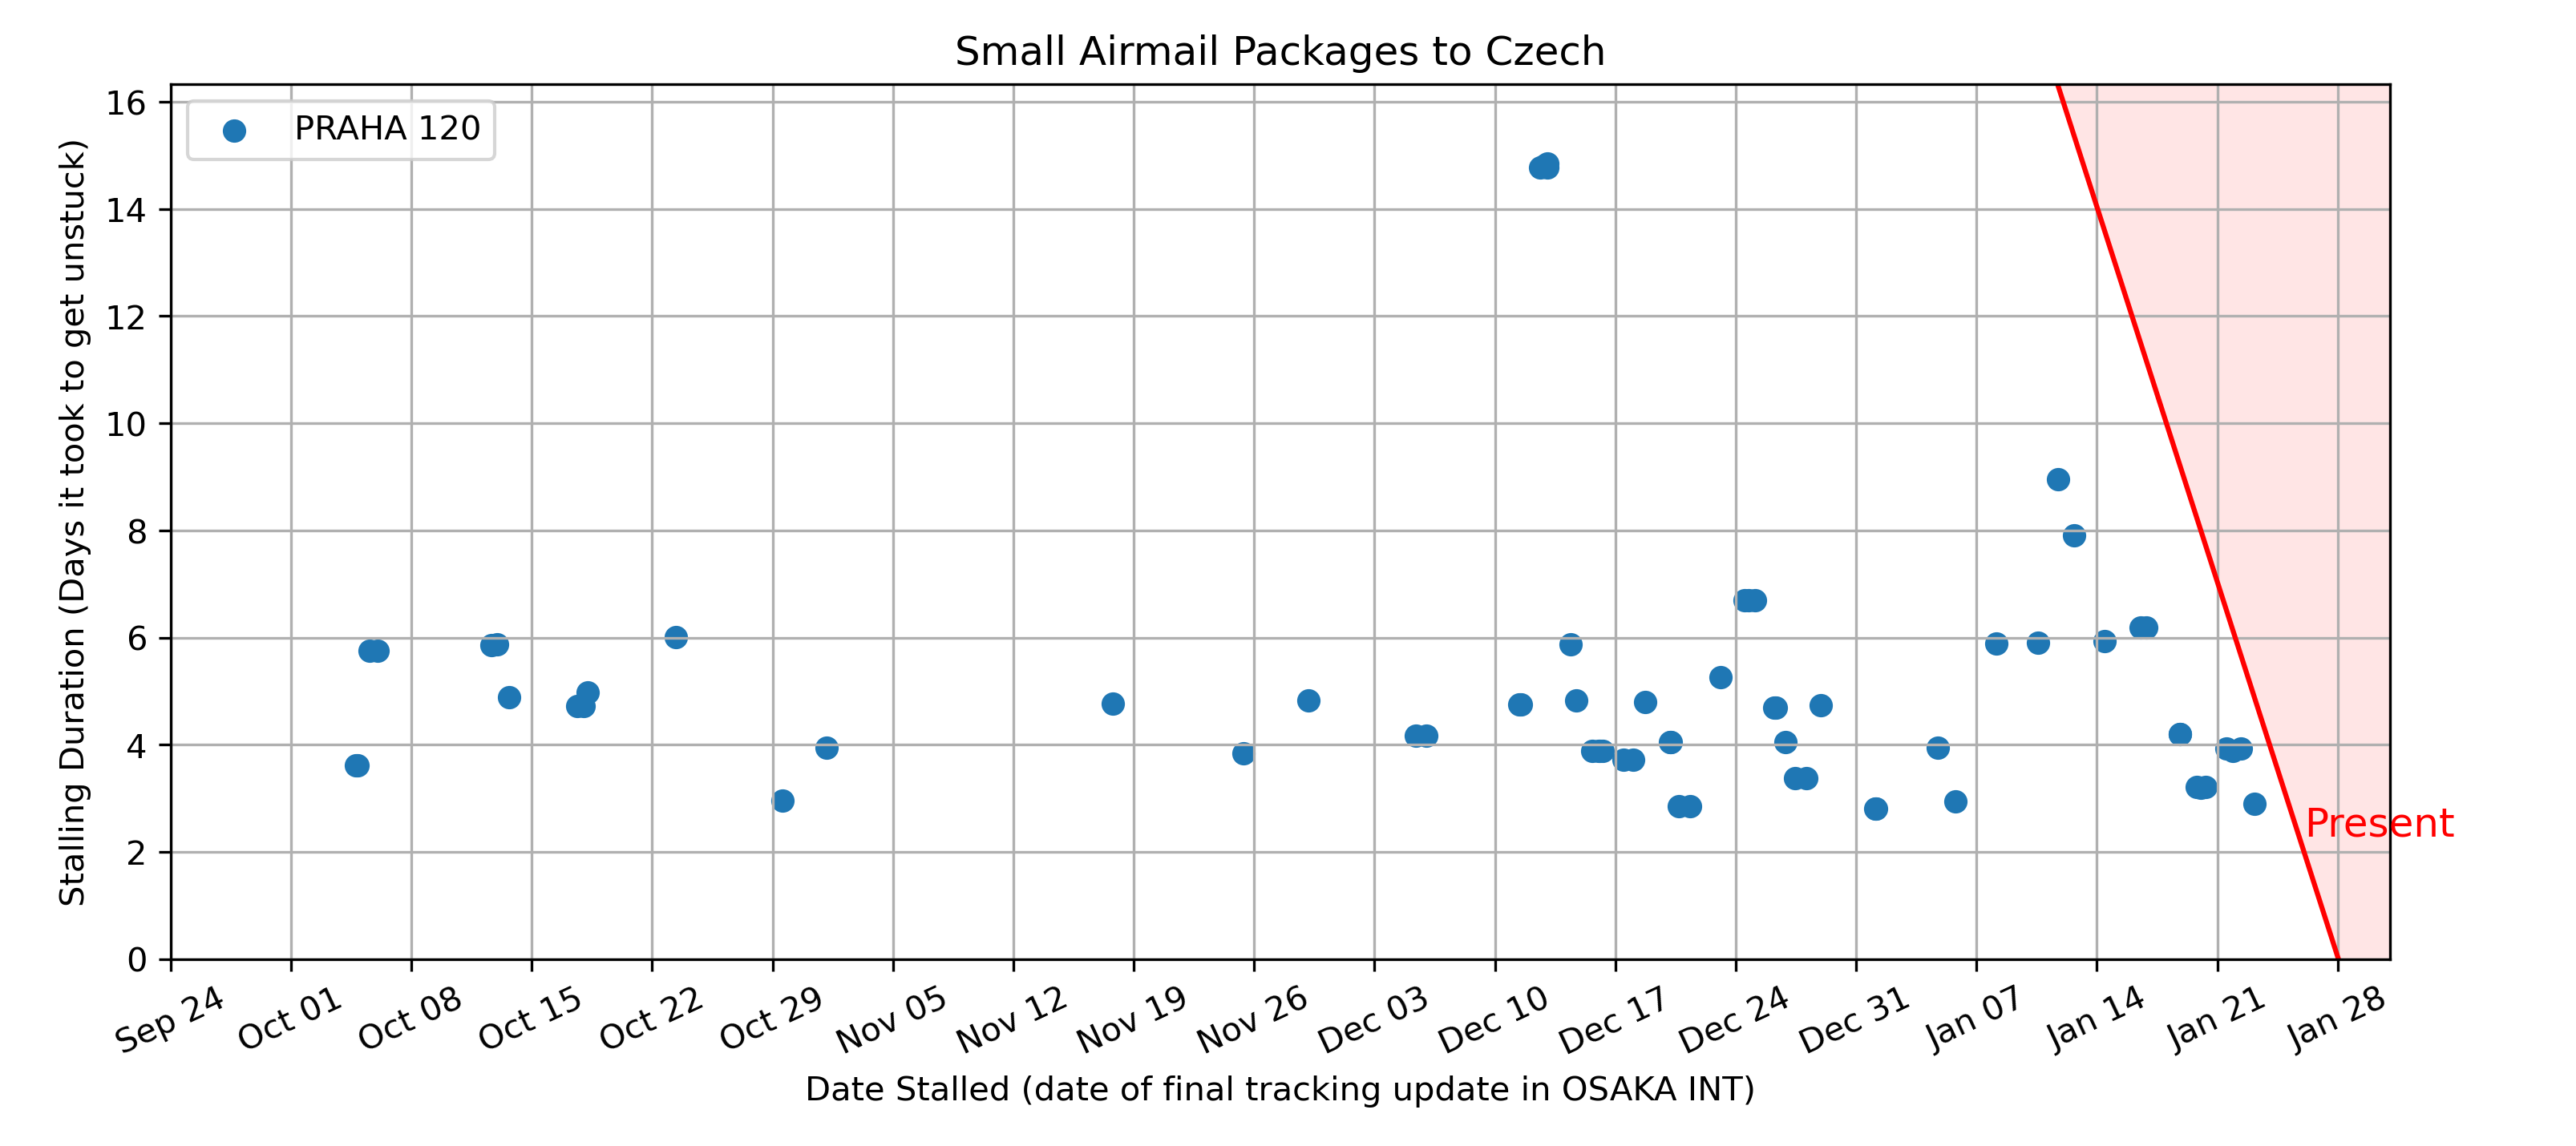 Small Airmail Packages to Czech
PRAHA 120
Stalling Duration (Days it took to get unstuck)
16
14
12
10
8
6
4
2
0
Present
Sep 24
Oct 01
Oct 08
Oct 15
Oct 22
Oct 29
Nov 05
Nov 12
Nov 19
Nov 26
Dec 03
Dec 10
Dec 17
Dec 24
Dec 31
Jan 07
Jan 14
Jan 21
Jan 28
Date Stalled (date of final tracking update in OSAKA INT)